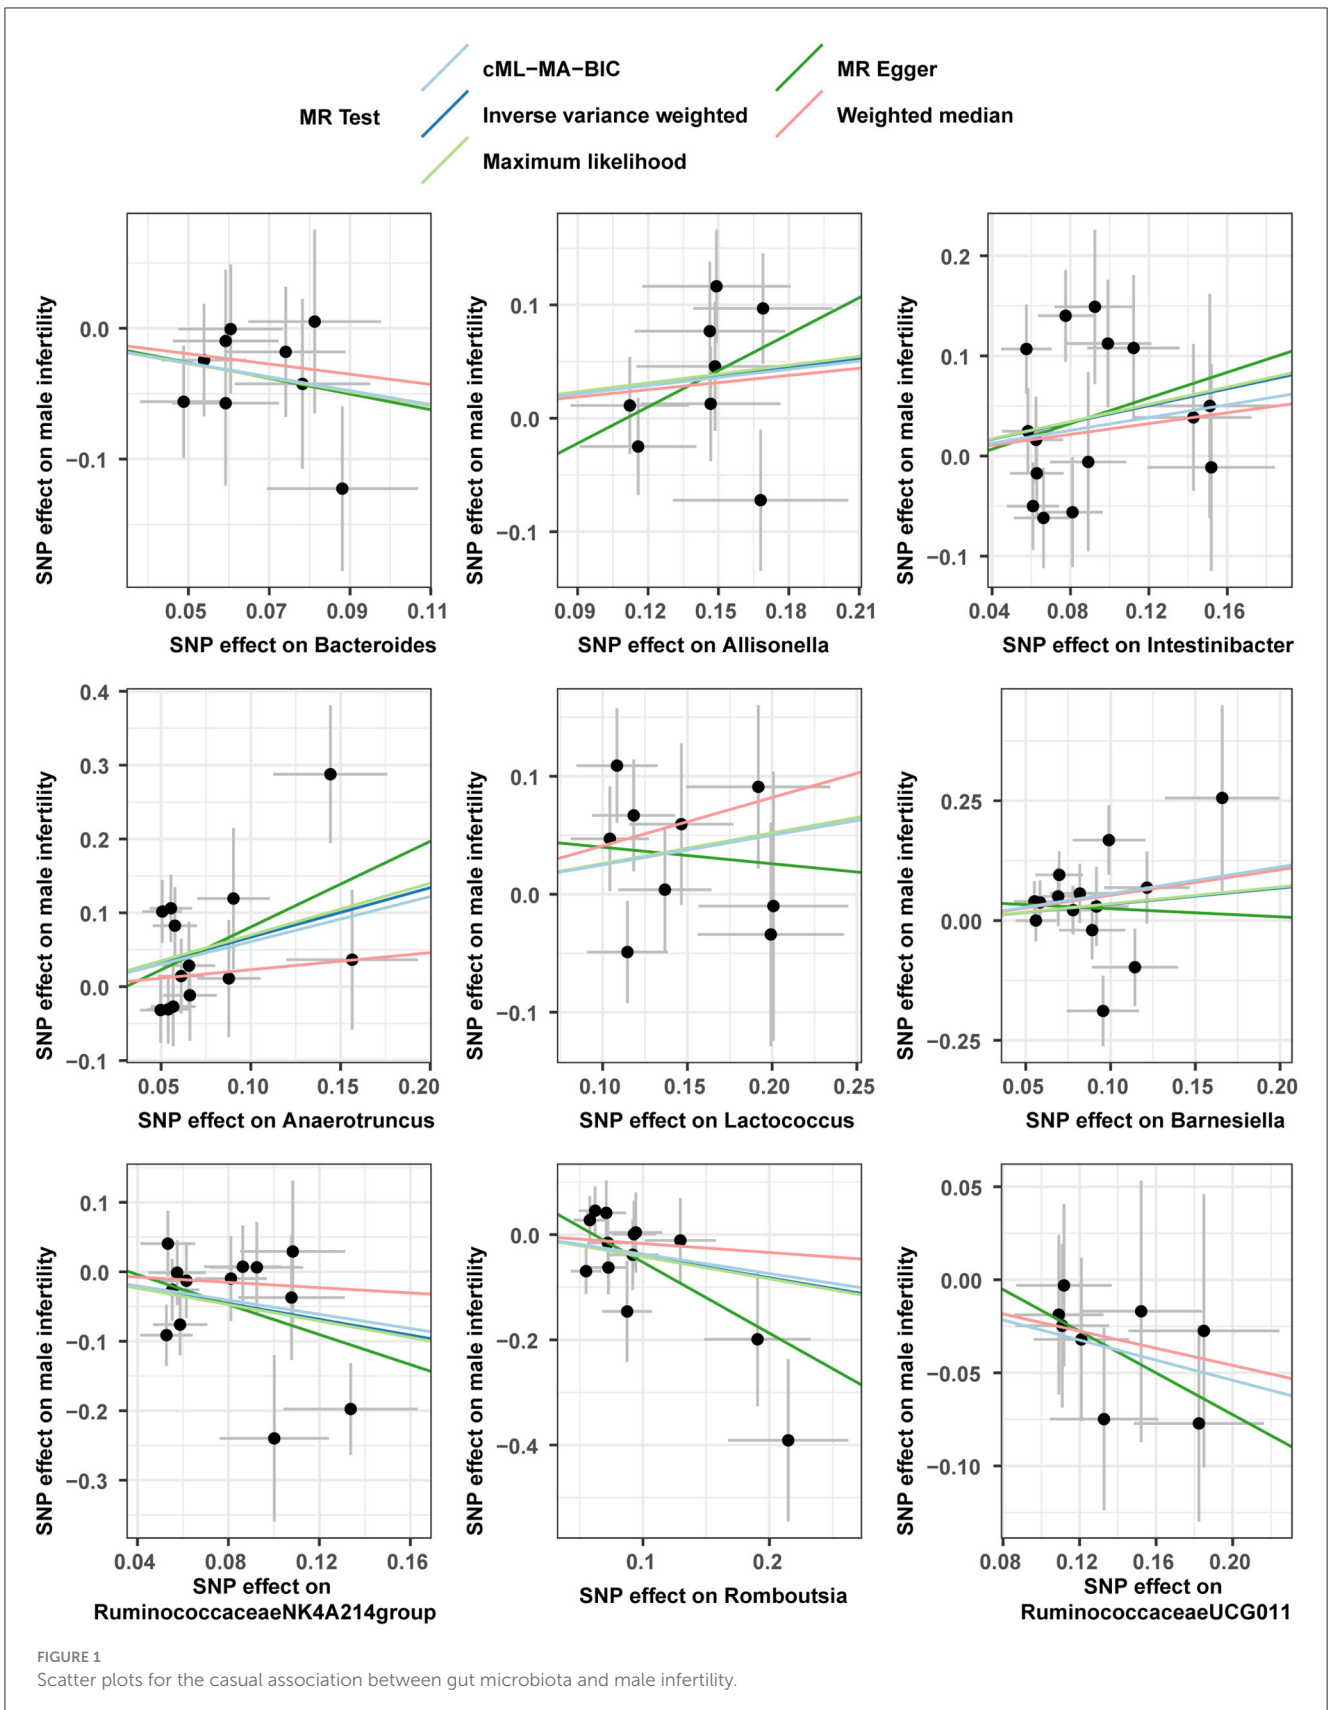 MR Test
cML−MA−BIC
Inverse variance weighted
Maximum likelihood
MR Egger
Weighted median
SNP effect on male infertility
0.0
−0.1
0.05 0.07 0.09 0.11
SNP effect on Bacteroides
SNP effect on male infertility
0.1
0.0
−0.1
0.09 0.12 0.15 0.18 0.21
SNP effect on Allisonella
SNP effect on male infertility
0.2
0.1
0.0
−0.1
0.04 0.08 0.12 0.16
SNP effect on Intestinibacter
SNP effect on male infertility
0.4
0.3
0.2
0.1
0.0
−0.1
0.05 0.10 0.15 0.20
SNP effect on Anaerotruncus
SNP effect on male infertility
0.1
0.0
−0.1
0.10 0.15 0.20 0.25
SNP effect on Lactococcus
SNP effect on male infertility
0.25
0.00
−0.25
0.05 0.10 0.15 0.20
SNP effect on Barnesiella
SNP effect on male infertility
0.1
0.0
−0.1
−0.2
−0.3
0.04 0.08 0.12 0.16
SNP effect on
RuminococcaceaeNK4A214group
SNP effect on male infertility
0.0
−0.2
−0.4
0.1 0.2
SNP effect on Romboutsia
SNP effect on male infertility
0.05
0.00
−0.05
−0.10
0.08 0.12 0.16 0.20
SNP effect on
RuminococcaceaeUCG011
FIGURE 1
Scatter plots for the casual association between gut microbiota and male infertility.